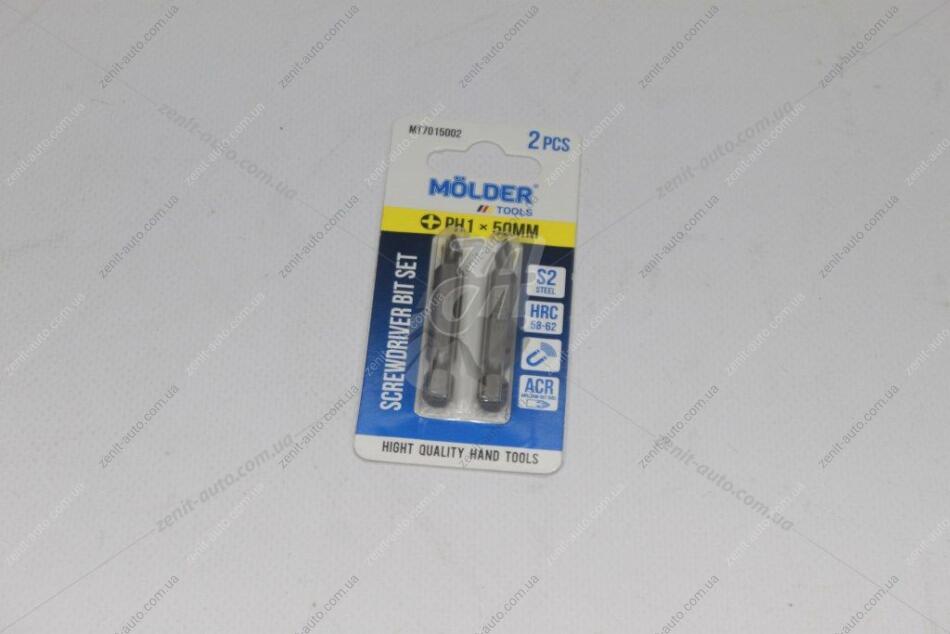 MT7015002
2 PCS
MÖLDER
TOOLS
PH1 × 50MM
SCREWDRIVER BIT SET
S2
STEEL
HRC
58-62
ACR
HIGHT QUALITY HAND TOOLS
zenit-auto.com.ua